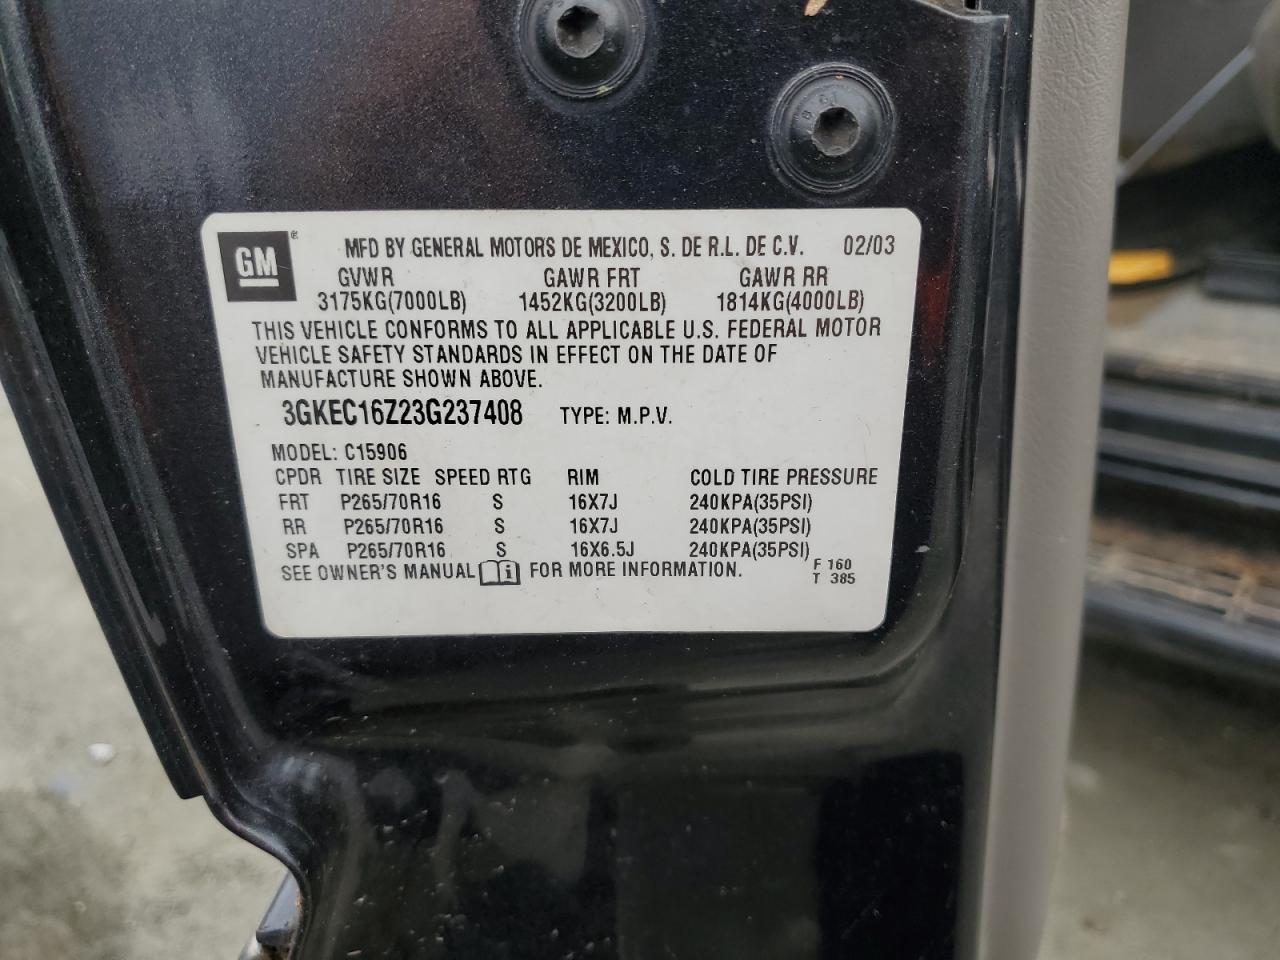 GM® MFD BY GENERAL MOTORS DE MEXICO, S. DE R.L. DE C.V. 02/03
GVWR GAWR FRT GAWR RR
3175KG(7000LB) 1452KG(3200LB) 1814KG(4000LB)
THIS VEHICLE CONFORMS TO ALL APPLICABLE U.S. FEDERAL MOTOR
VEHICLE SAFETY STANDARDS IN EFFECT ON THE DATE OF
MANUFACTURE SHOWN ABOVE.
3GKEC16Z23G237408 TYPE: M.P.V.
MODEL: C15906
CPDR TIRE SIZE SPEED RTG RIM COLD TIRE PRESSURE
FRT P265/70R16 S 16X7J 240KPA(35PSI)
RR P265/70R16 S 16X7J 240KPA(35PSI)
SPA P265/70R16 S 16X6.5J 240KPA(35PSI)
SEE OWNER'S MANUAL i FOR MORE INFORMATION. F 160
T 385